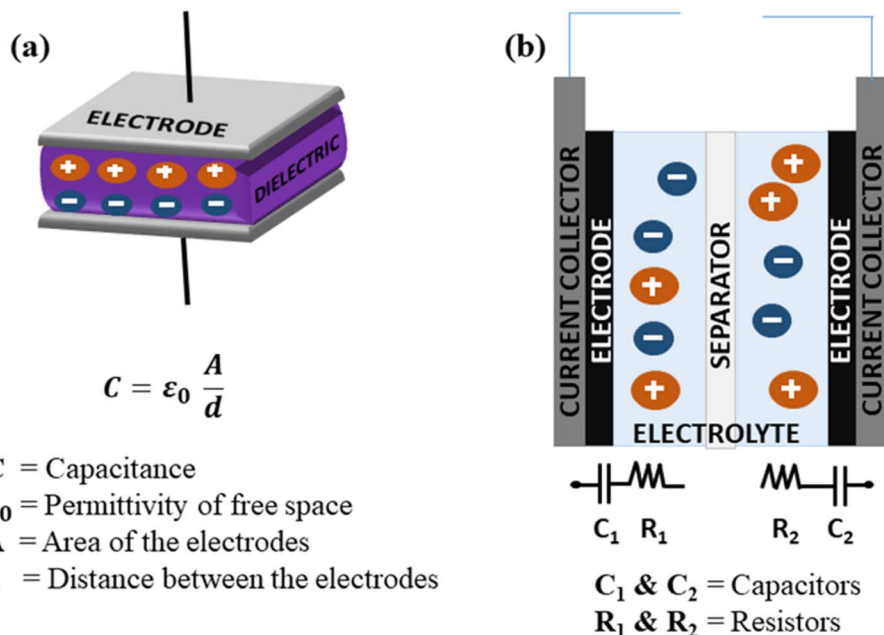 (a)
ELECTRODE
DIELECTRIC
+ + + +
− − − −
C = ε₀ A/d
= Capacitance
₀ = Permittivity of free space
= Area of the electrodes
= Distance between the electrodes
(b)
CURRENT COLLECTOR
ELECTRODE
SEPARATOR
ELECTRODE
CURRENT COLLECTOR
ELECTROLYTE
C₁ R₁ R₂ C₂
C₁ & C₂ = Capacitors
R₁ & R₂ = Resistors